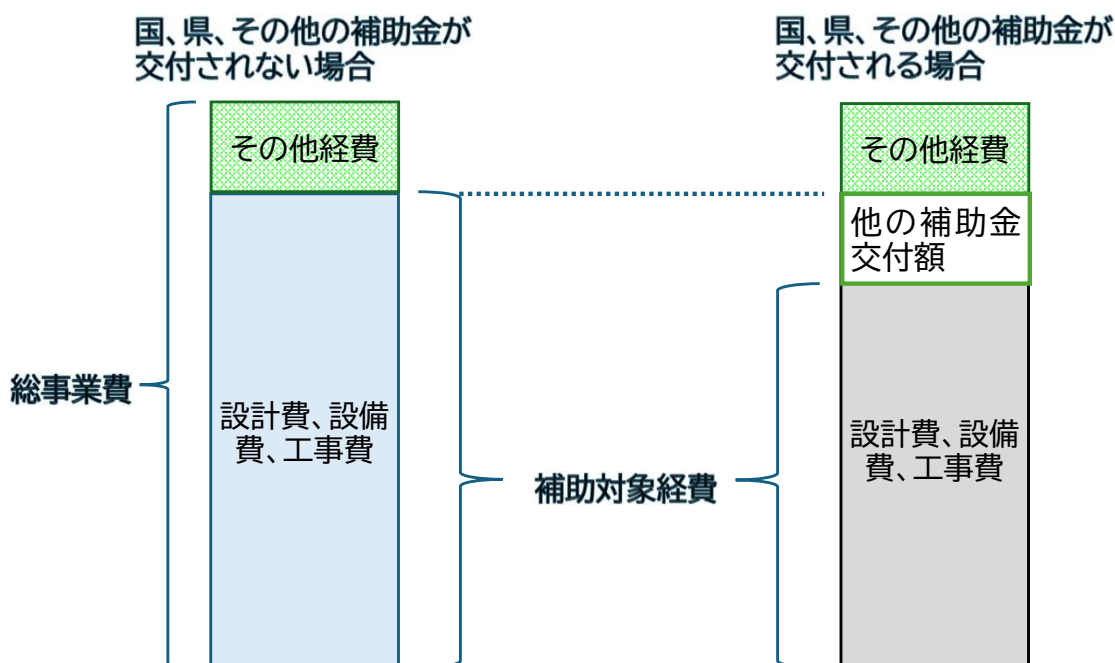 国、県、その他の補助金が
交付されない場合
国、県、その他の補助金が
交付される場合
その他経費
その他経費
他の補助金
交付額
総事業費
設計費、設備
費、工事費
設計費、設備
費、工事費
補助対象経費